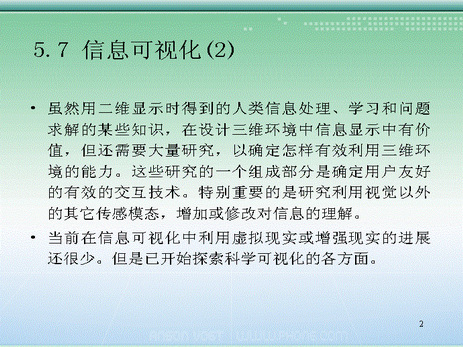 5.7 信息可视化(2)
• 虽然用二维显示时得到的人类信息处理、学习和问题
求解的某些知识，在设计三维环境中信息显示中有价
值，但还需要大量研究，以确定怎样有效利用三维环
境的能力。这些研究的一个组成部分是确定用户友好
的有效的交互技术。特别重要的是研究利用视觉以外
的其它传感模态，增加或修改对信息的理解。
• 当前在信息可视化中利用虚拟现实或增强现实的进展
还很少。但是已开始探索科学可视化的各方面。
2